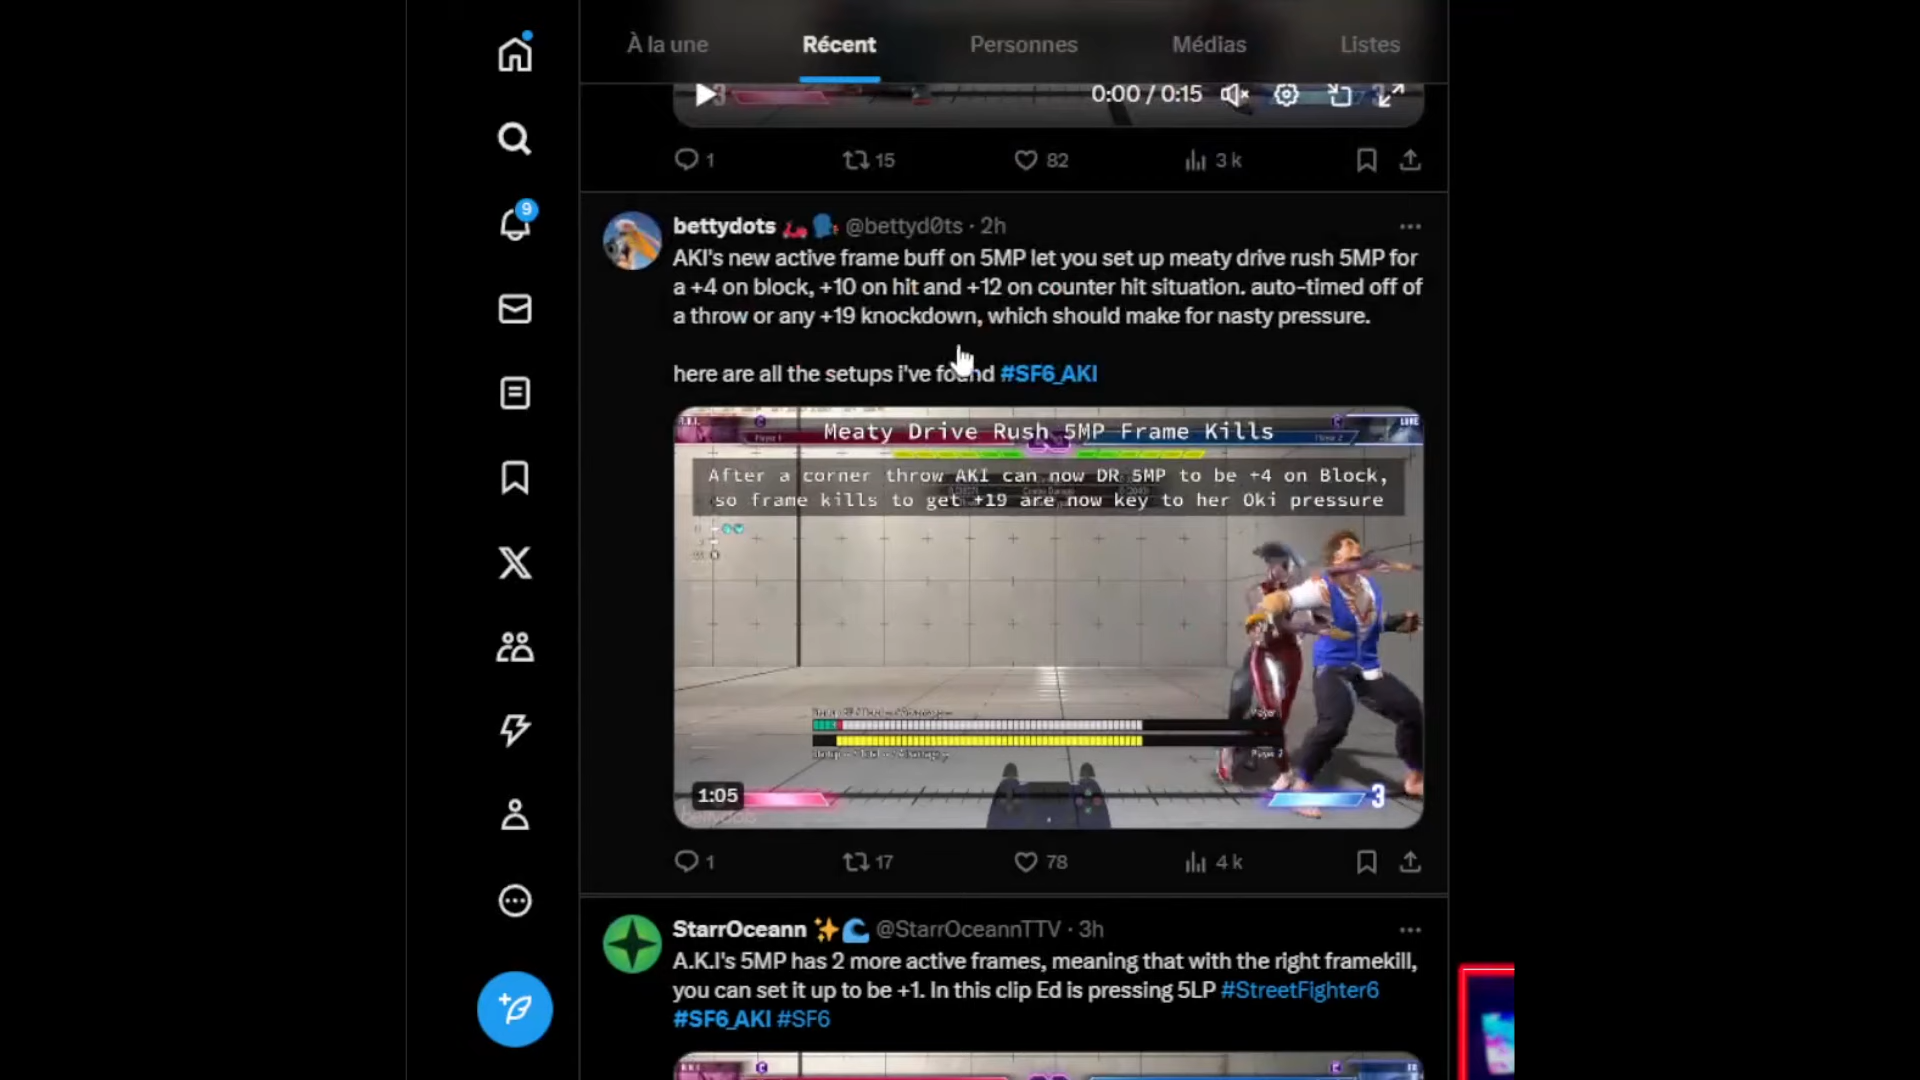 À la une
Récent
Personnes
Médias
Listes
0:00 / 0:15
1
15
82
3 k
9
bettydots @bettyd0ts · 2h
AKI's new active frame buff on 5MP let you set up meaty drive rush 5MP for
a +4 on block, +10 on hit and +12 on counter hit situation. auto-timed off of
a throw or any +19 knockdown, which should make for nasty pressure.
here are all the setups i've found #SF6_AKI
LUKE
Meaty Drive Rush 5MP Frame Kills
After a corner throw AKI can now DR 5MP to be +4 on Block,
so frame kills to get +19 are now key to her Oki pressure
1:05
3
bettydots
1
17
78
4 k
StarrOceann @StarrOceannTTV · 3h
A.K.I's 5MP has 2 more active frames, meaning that with the right framekill,
you can set it up to be +1. In this clip Ed is pressing 5LP #StreetFighter6
#SF6_AKI #SF6